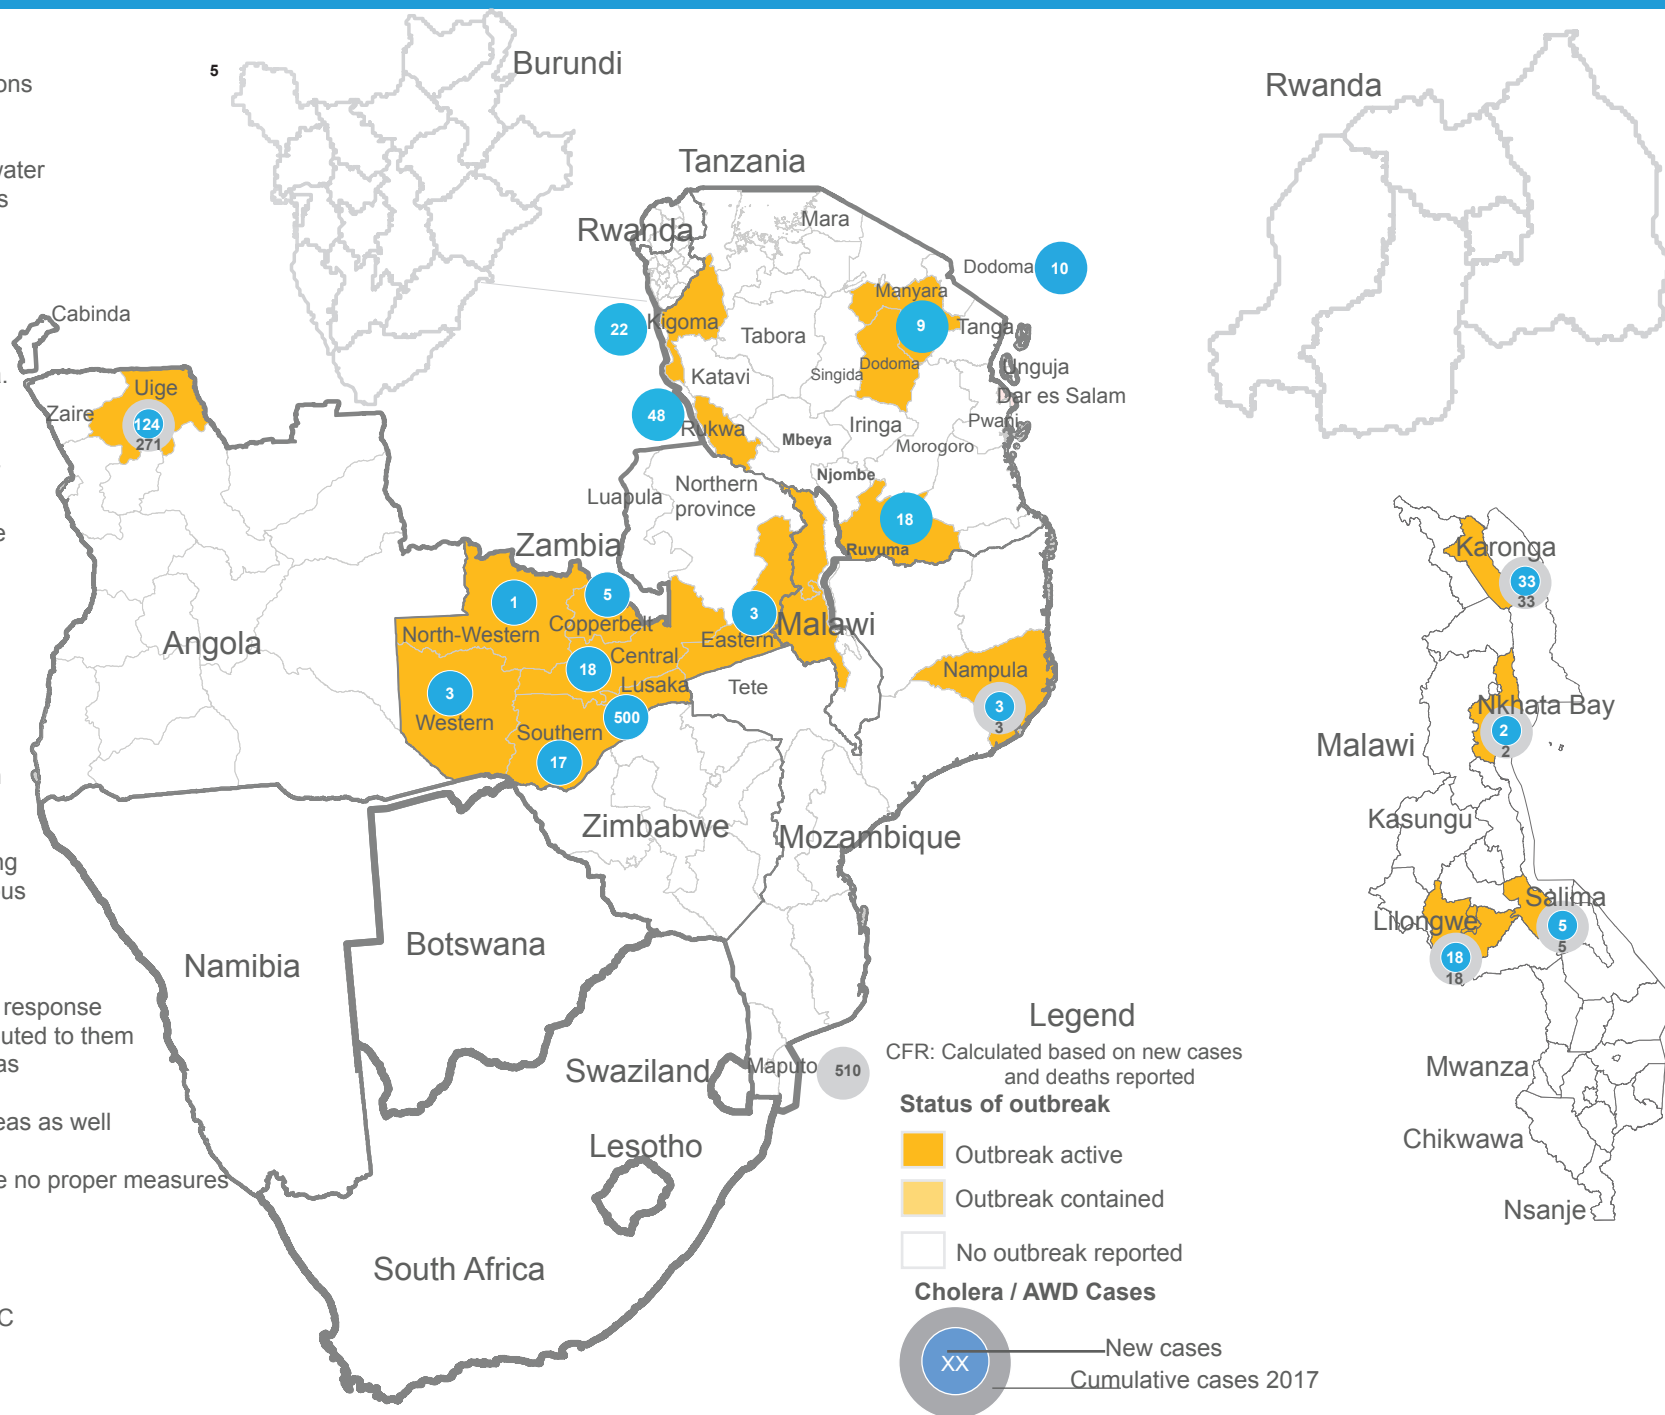 ons
vater
s
.
e
ng
us
response
uted to them
as
eas as well
e no proper measures
C
5
Burundi
Rwanda
Tanzania
Rwanda
Mara
Dodoma
10
Manyara
22
Kigoma
9
Tanga
Tabora
Dodoma
Singida
Katavi
Unguja
Dar es Salam
48
Rukwa
Mbeya
Iringa
Pwani
Morogoro
Njombe
18
Ruvuma
Cabinda
Uige
Zaire
124
271
Angola
Luapula
Northern
province
Zambia
1
5
3
North-Western
Copperbelt
Eastern
Malawi
18
Central
3
Lusaka
Western
500
Southern
17
Tete
Nampula
3
3
Zimbabwe
Mozambique
Namibia
Botswana
Swaziland
Maputo
510
Lesotho
South Africa
Karonga
33
33
Nkhata Bay
2
2
Malawi
Kasungu
Salima
5
5
Lilongwe
18
18
Mwanza
Chikwawa
Nsanje
Legend
CFR: Calculated based on new cases
and deaths reported
Status of outbreak
Outbreak active
Outbreak contained
No outbreak reported
Cholera / AWD Cases
XX
New cases
Cumulative cases 2017